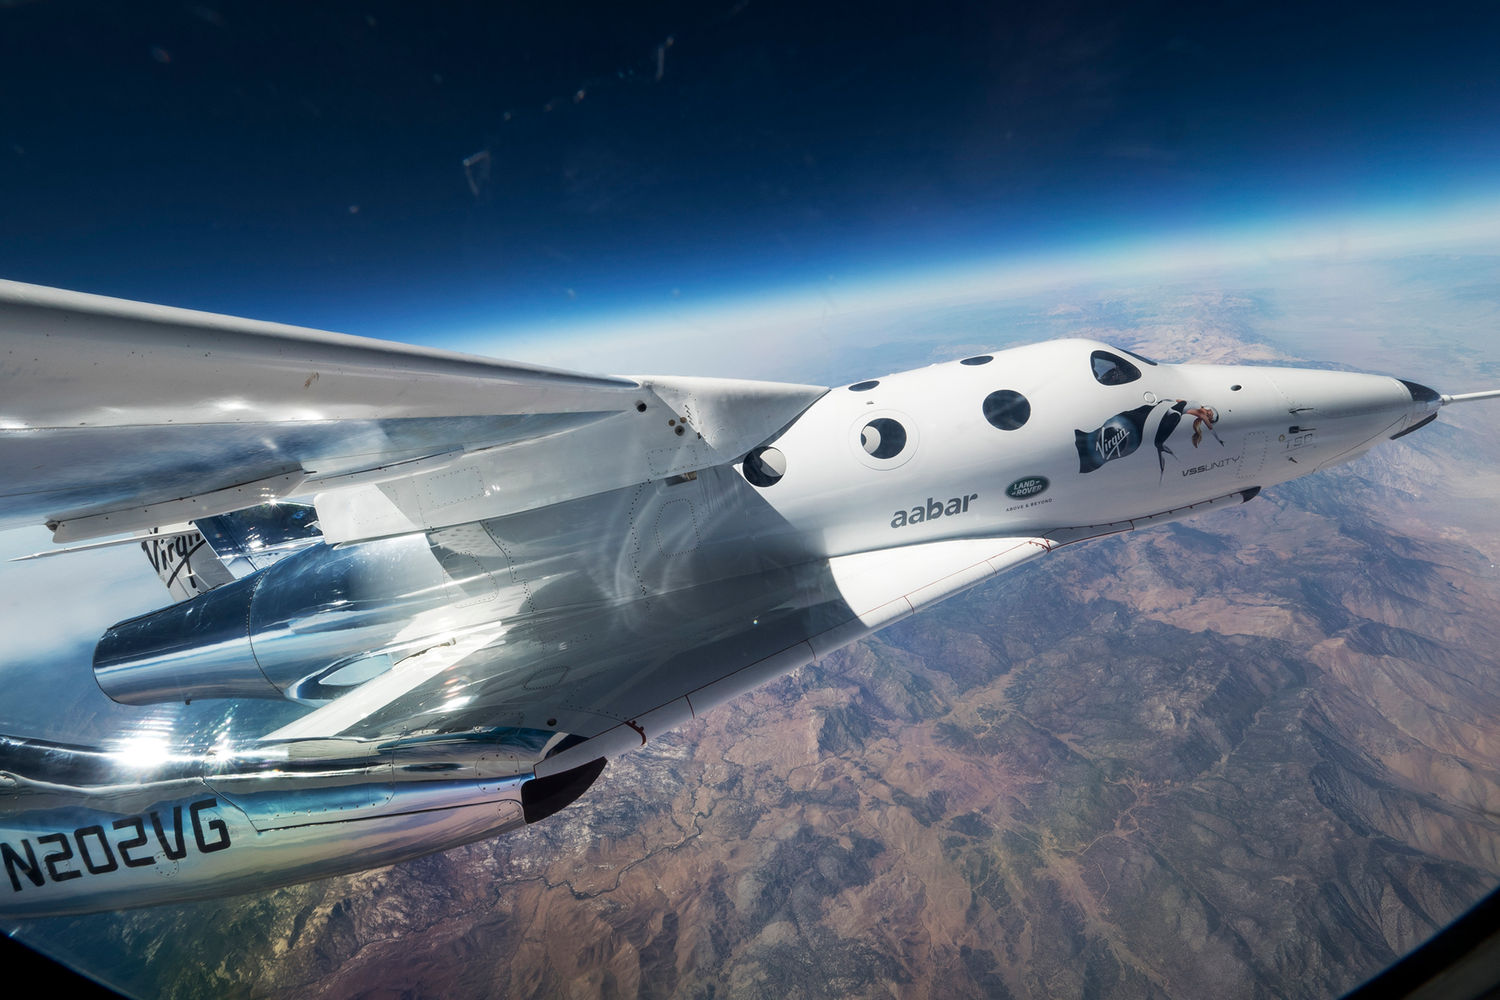 Virgin
N202VG
aabar
LAND-
-ROVER
ABOVE & BEYOND
Virgin
VSS UNITY